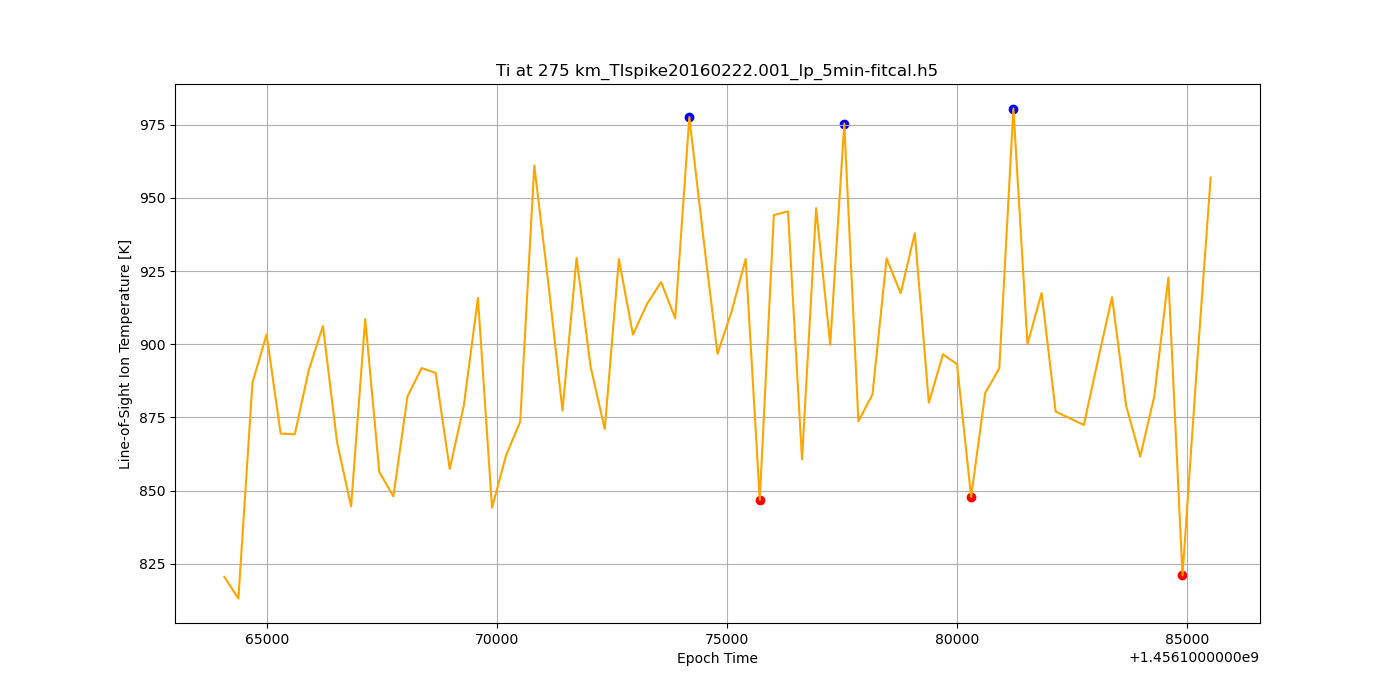 Ti at 275 km_TIspike20160222.001_lp_5min-fitcal.h5
Line-of-Sight Ion Temperature [K]
975
950
925
900
875
850
825
65000 70000 75000 80000 85000
Epoch Time
+1.4561000000e9